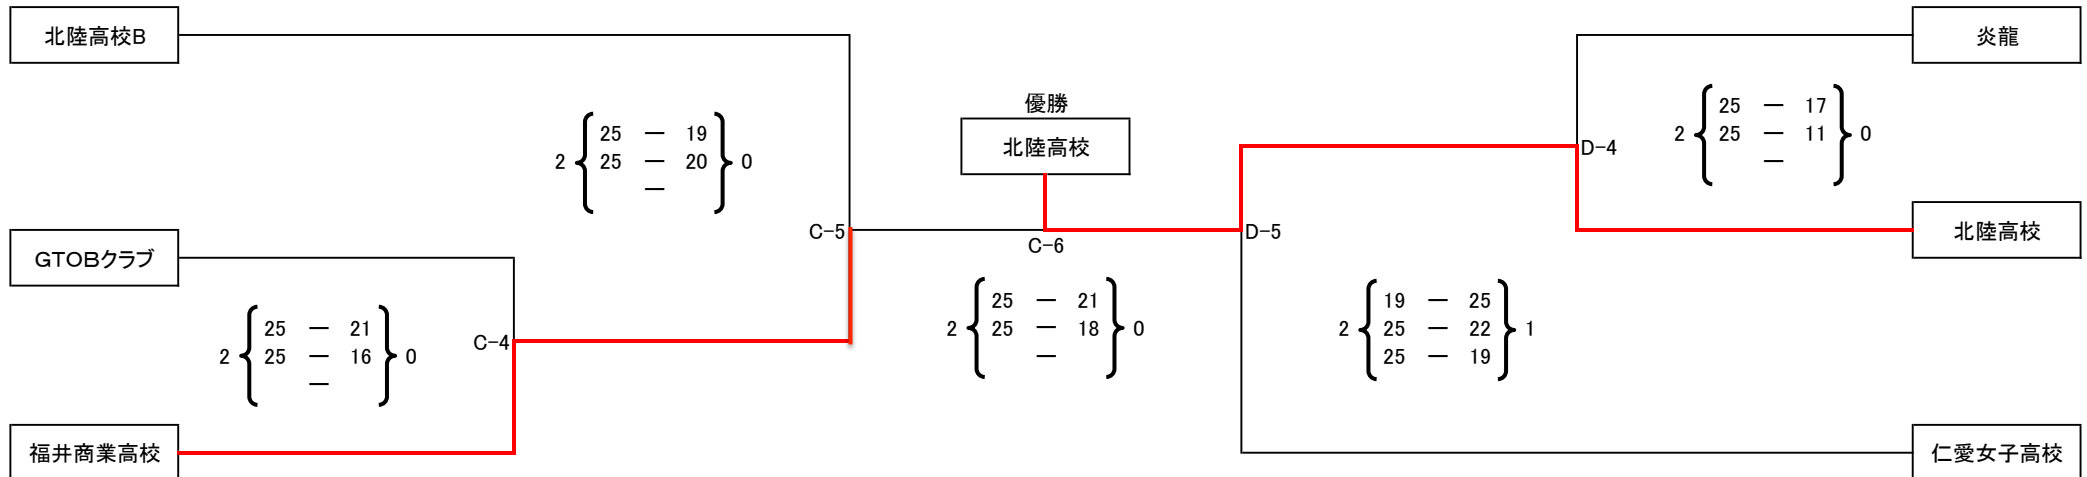 北陸高校B
炎龍
優勝
北陸高校
25 — 19
2 25 — 20 0
—
25 — 17
2 25 — 11 0
—
D-4
C-5
C-6
D-5
北陸高校
GTOBクラブ
25 — 21
2 25 — 16 0
—
C-4
25 — 21
2 25 — 18 0
—
19 — 25
2 25 — 22 1
25 — 19
福井商業高校
仁愛女子高校